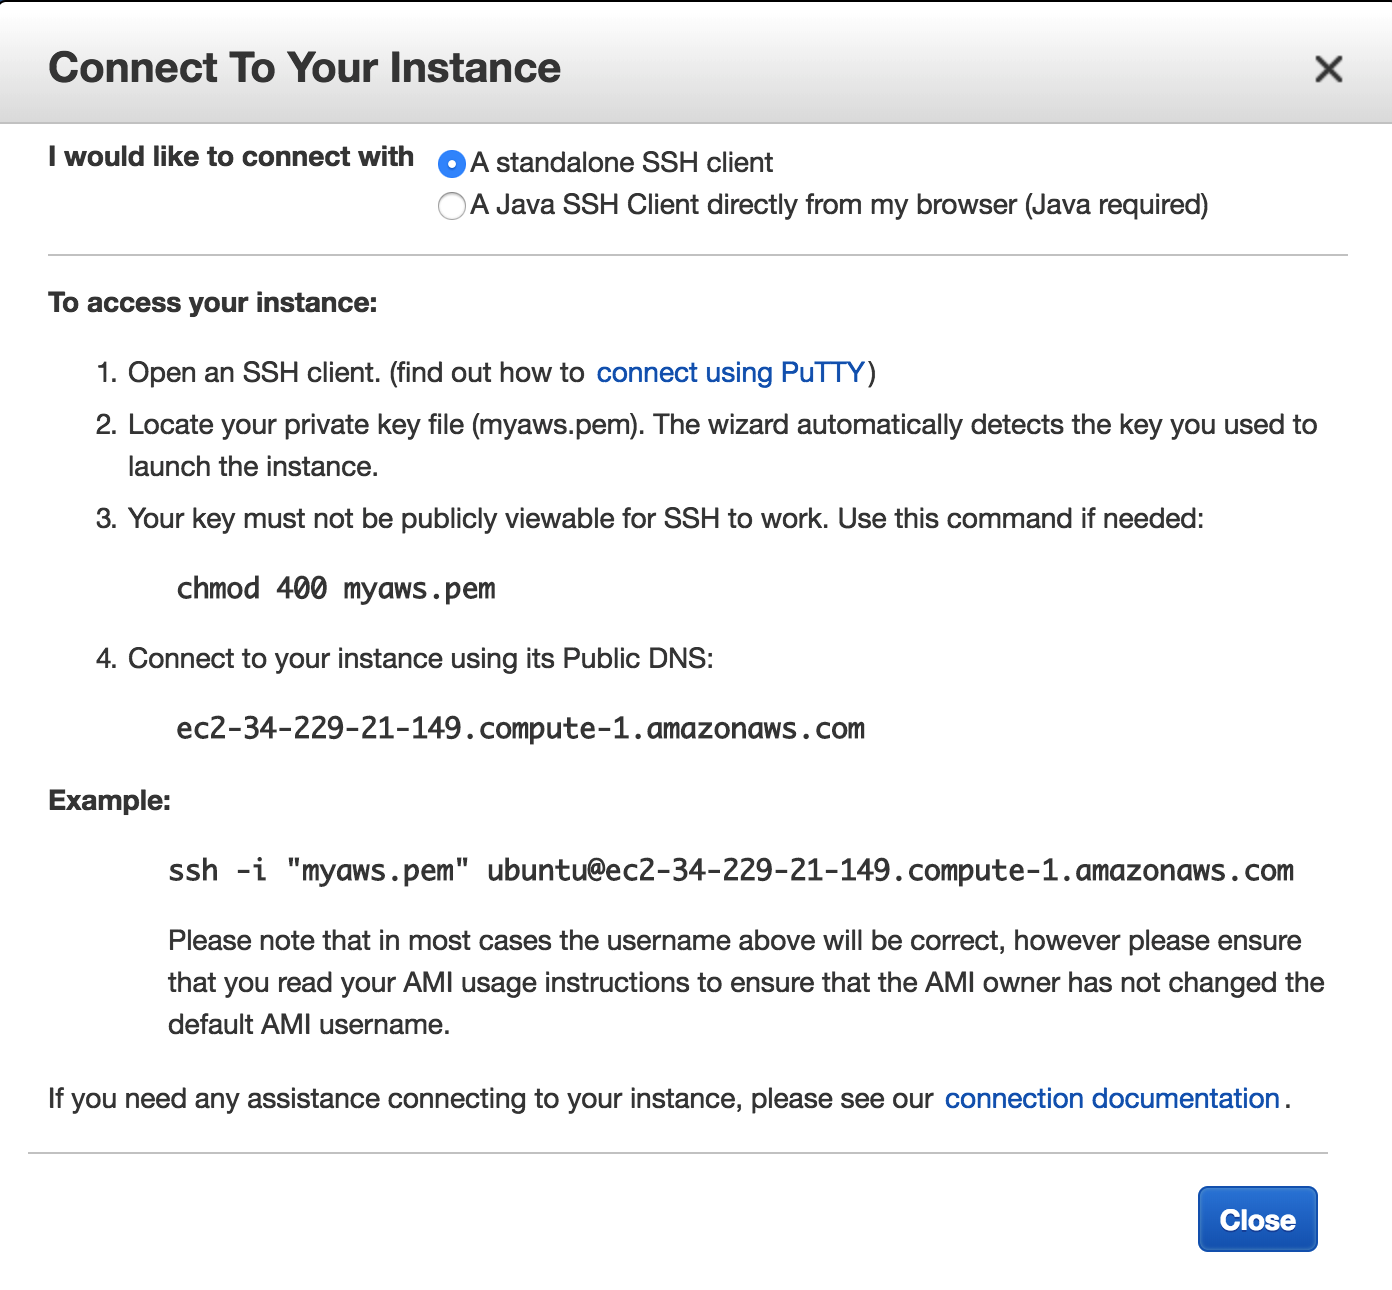 Connect To Your Instance
I would like to connect with
A standalone SSH client
A Java SSH Client directly from my browser (Java required)
To access your instance:
1. Open an SSH client. (find out how to connect using PuTTY)
2. Locate your private key file (myaws.pem). The wizard automatically detects the key you used to
launch the instance.
3. Your key must not be publicly viewable for SSH to work. Use this command if needed:
chmod 400 myaws.pem
4. Connect to your instance using its Public DNS:
ec2-34-229-21-149.compute-1.amazonaws.com
Example:
ssh -i "myaws.pem" ubuntu@ec2-34-229-21-149.compute-1.amazonaws.com
Please note that in most cases the username above will be correct, however please ensure
that you read your AMI usage instructions to ensure that the AMI owner has not changed the
default AMI username.
If you need any assistance connecting to your instance, please see our connection documentation.
Close